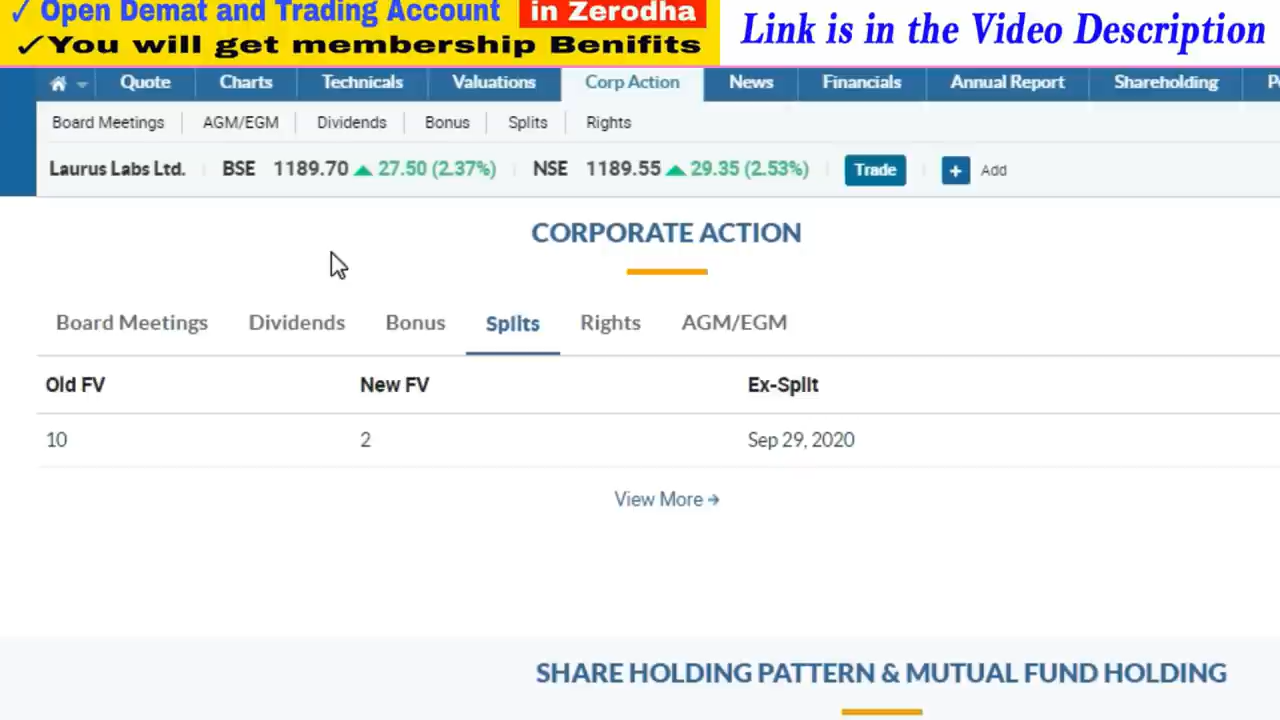 ✓ Open Demat and Trading Account in Zerodha
✓You will get membership Benifits
Link is in the Video Description
Quote Charts Technicals Valuations Corp Action News Financials Annual Report Shareholding
Board Meetings AGM/EGM Dividends Bonus Splits Rights
Laurus Labs Ltd. BSE 1189.70 27.50 (2.37%) NSE 1189.55 29.35 (2.53%) Trade + Add
CORPORATE ACTION
Board Meetings Dividends Bonus Splits Rights AGM/EGM
Old FV New FV Ex-Split
10 2 Sep 29, 2020
View More →
SHARE HOLDING PATTERN & MUTUAL FUND HOLDING